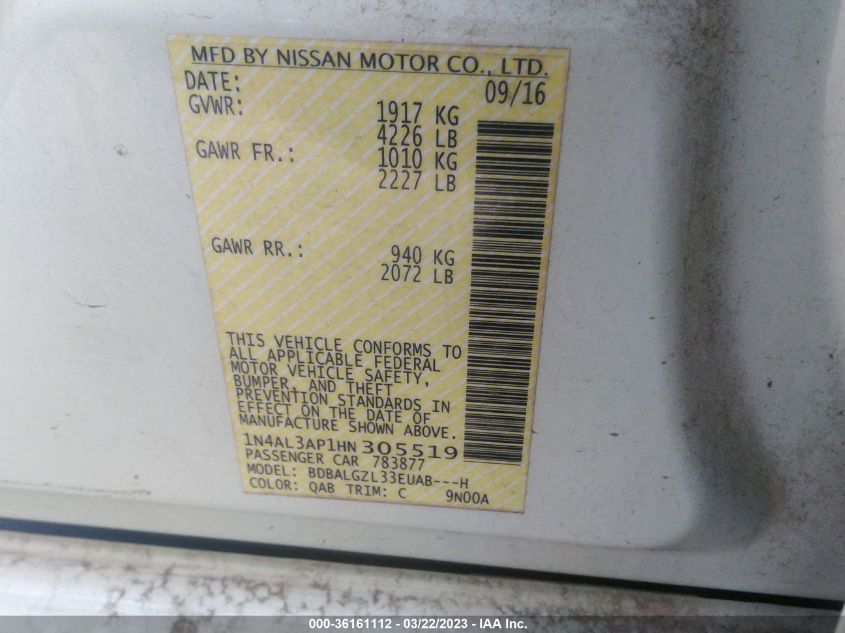 MFD BY NISSAN MOTOR CO., LTD.
DATE: 09/16
GVWR: 1917 KG
4226 LB
GAWR FR.: 1010 KG
2227 LB
GAWR RR.: 940 KG
2072 LB
THIS VEHICLE CONFORMS TO
ALL APPLICABLE FEDERAL
MOTOR VEHICLE SAFETY,
BUMPER, AND THEFT
PREVENTION STANDARDS IN
EFFECT ON THE DATE OF
MANUFACTURE SHOWN ABOVE.
1N4AL3AP1HN 305519
PASSENGER CAR 783877
MODEL: BDBALGZL33EUAB---H
COLOR: QAB TRIM: C 9N00A
000-36161112 - 03/22/2023 - © IAA Inc.